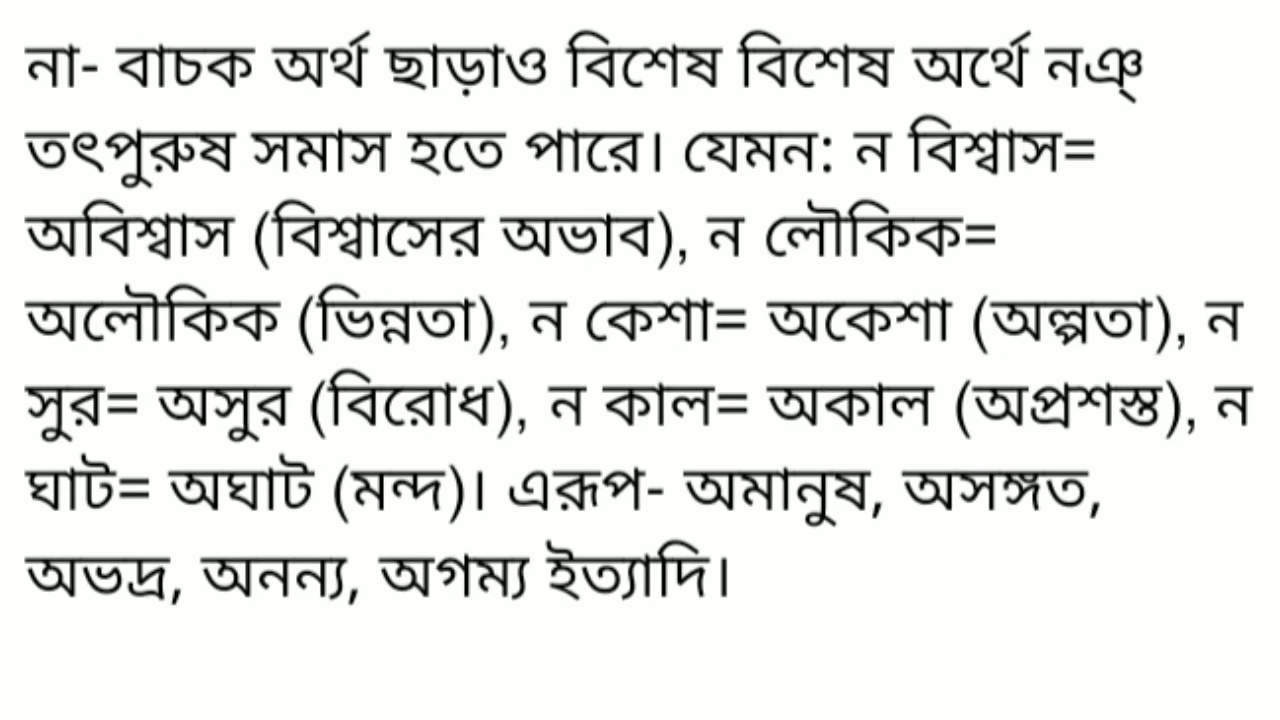 না- বাচক অর্থ ছাড়াও বিশেষ বিশেষ অর্থে নঞ্
তৎপুরুষ সমাস হতে পারে। যেমন: ন বিশ্বাস=
অবিশ্বাস (বিশ্বাসের অভাব), ন লৌকিক=
অলৌকিক (ভিন্নতা), ন কেশা= অকেশা (অল্পতা), ন
সুর= অসুর (বিরোধ), ন কাল= অকাল (অপ্রশস্ত), ন
ঘাট= অঘাট (মন্দ)। এরূপ- অমানুষ, অসঙ্গত,
অভদ্র, অনন্য, অগম্য ইত্যাদি।